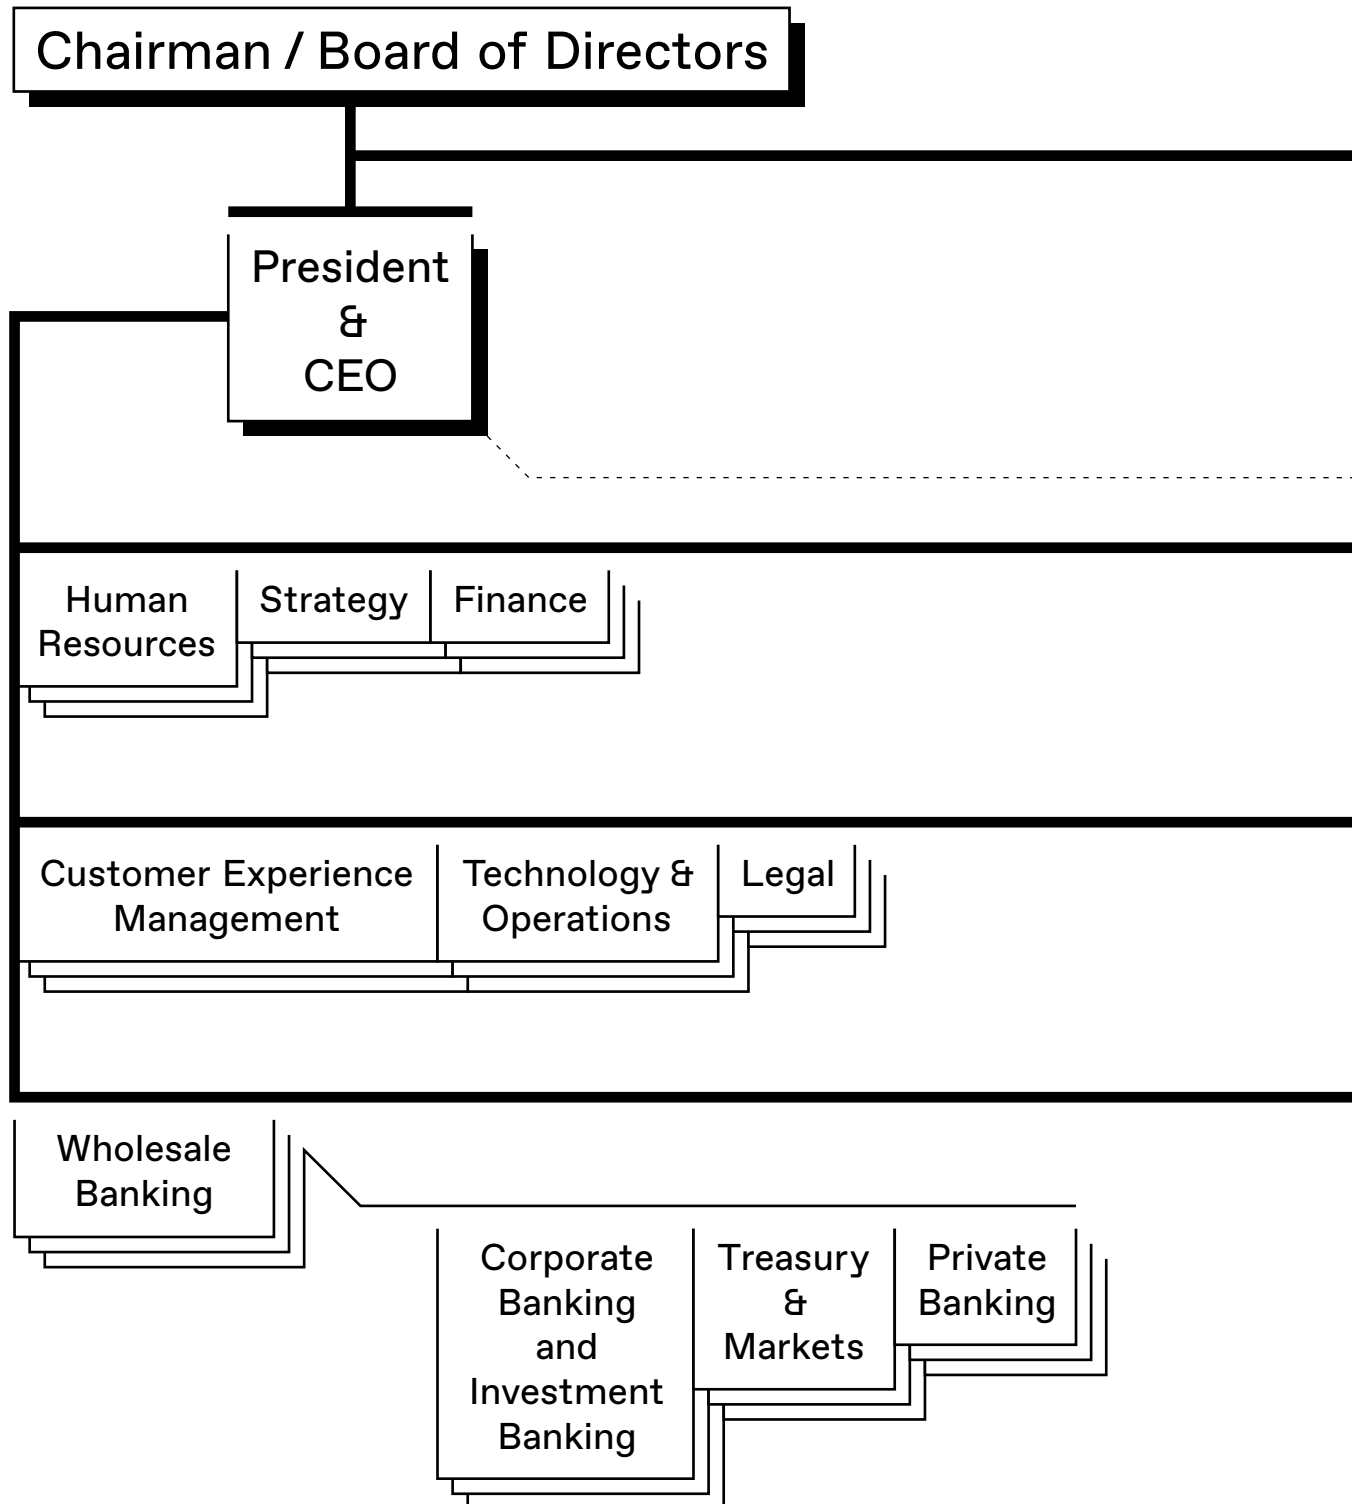 Chairman / Board of Directors
President
&
CEO
Human
Resources
Strategy
Finance
Customer Experience
Management
Technology &
Operations
Legal
Wholesale
Banking
Corporate
Banking
and
Investment
Banking
Treasury
&
Markets
Private
Banking